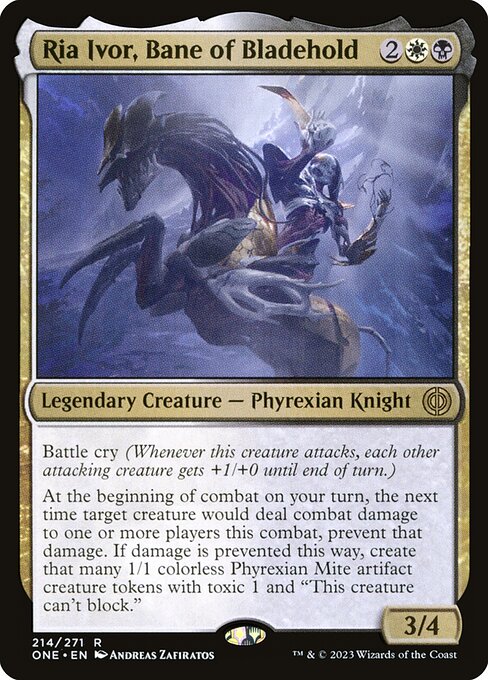 Ria Ivor, Bane of Bladehold 2
Legendary Creature — Phyrexian Knight
Battle cry (Whenever this creature attacks, each other
attacking creature gets +1/+0 until end of turn.)
At the beginning of combat on your turn, the next
time target creature would deal combat damage
to one or more players this combat, prevent that
damage. If damage is prevented this way, create
that many 1/1 colorless Phyrexian Mite artifact
creature tokens with toxic 1 and “This creature
can’t block.”
3/4
214/271 R
ONE • EN Andreas Zafiratos
™ & © 2023 Wizards of the Coast